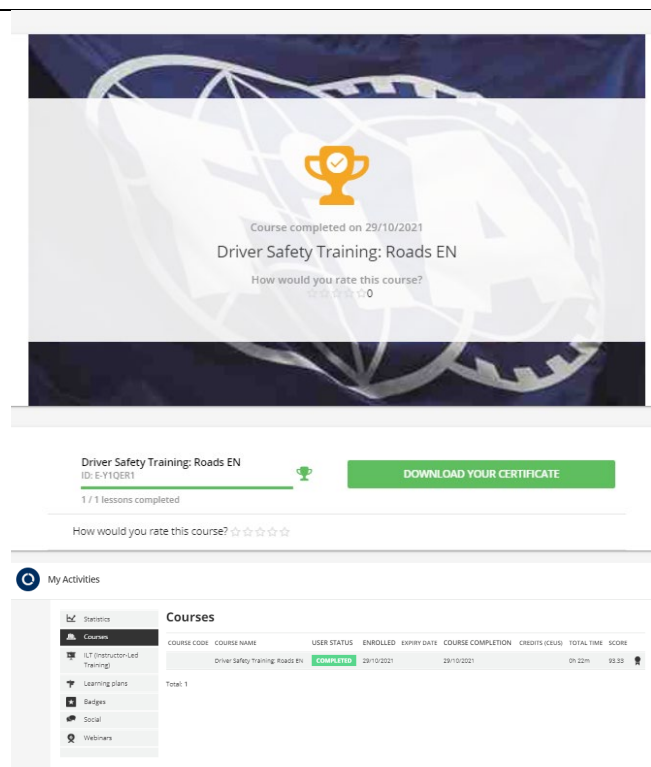 FIA
Course completed on 29/10/2021
Driver Safety Training: Roads EN
How would you rate this course?
0
Driver Safety Training: Roads EN
ID: E-Y1QER1
1 / 1 lessons completed
DOWNLOAD YOUR CERTIFICATE
How would you rate this course?
My Activities
Statistics
Courses
ILT (Instructor-Led
Training)
Learning plans
Badges
Social
Webinars
Courses
COURSE CODE COURSE NAME USER STATUS ENROLLED EXPIRY DATE COURSE COMPLETION CREDITS (CEUS) TOTAL TIME SCORE
Driver Safety Training: Roads EN COMPLETED 29/10/2021 29/10/2021 0h 22m 93.33
Total: 1